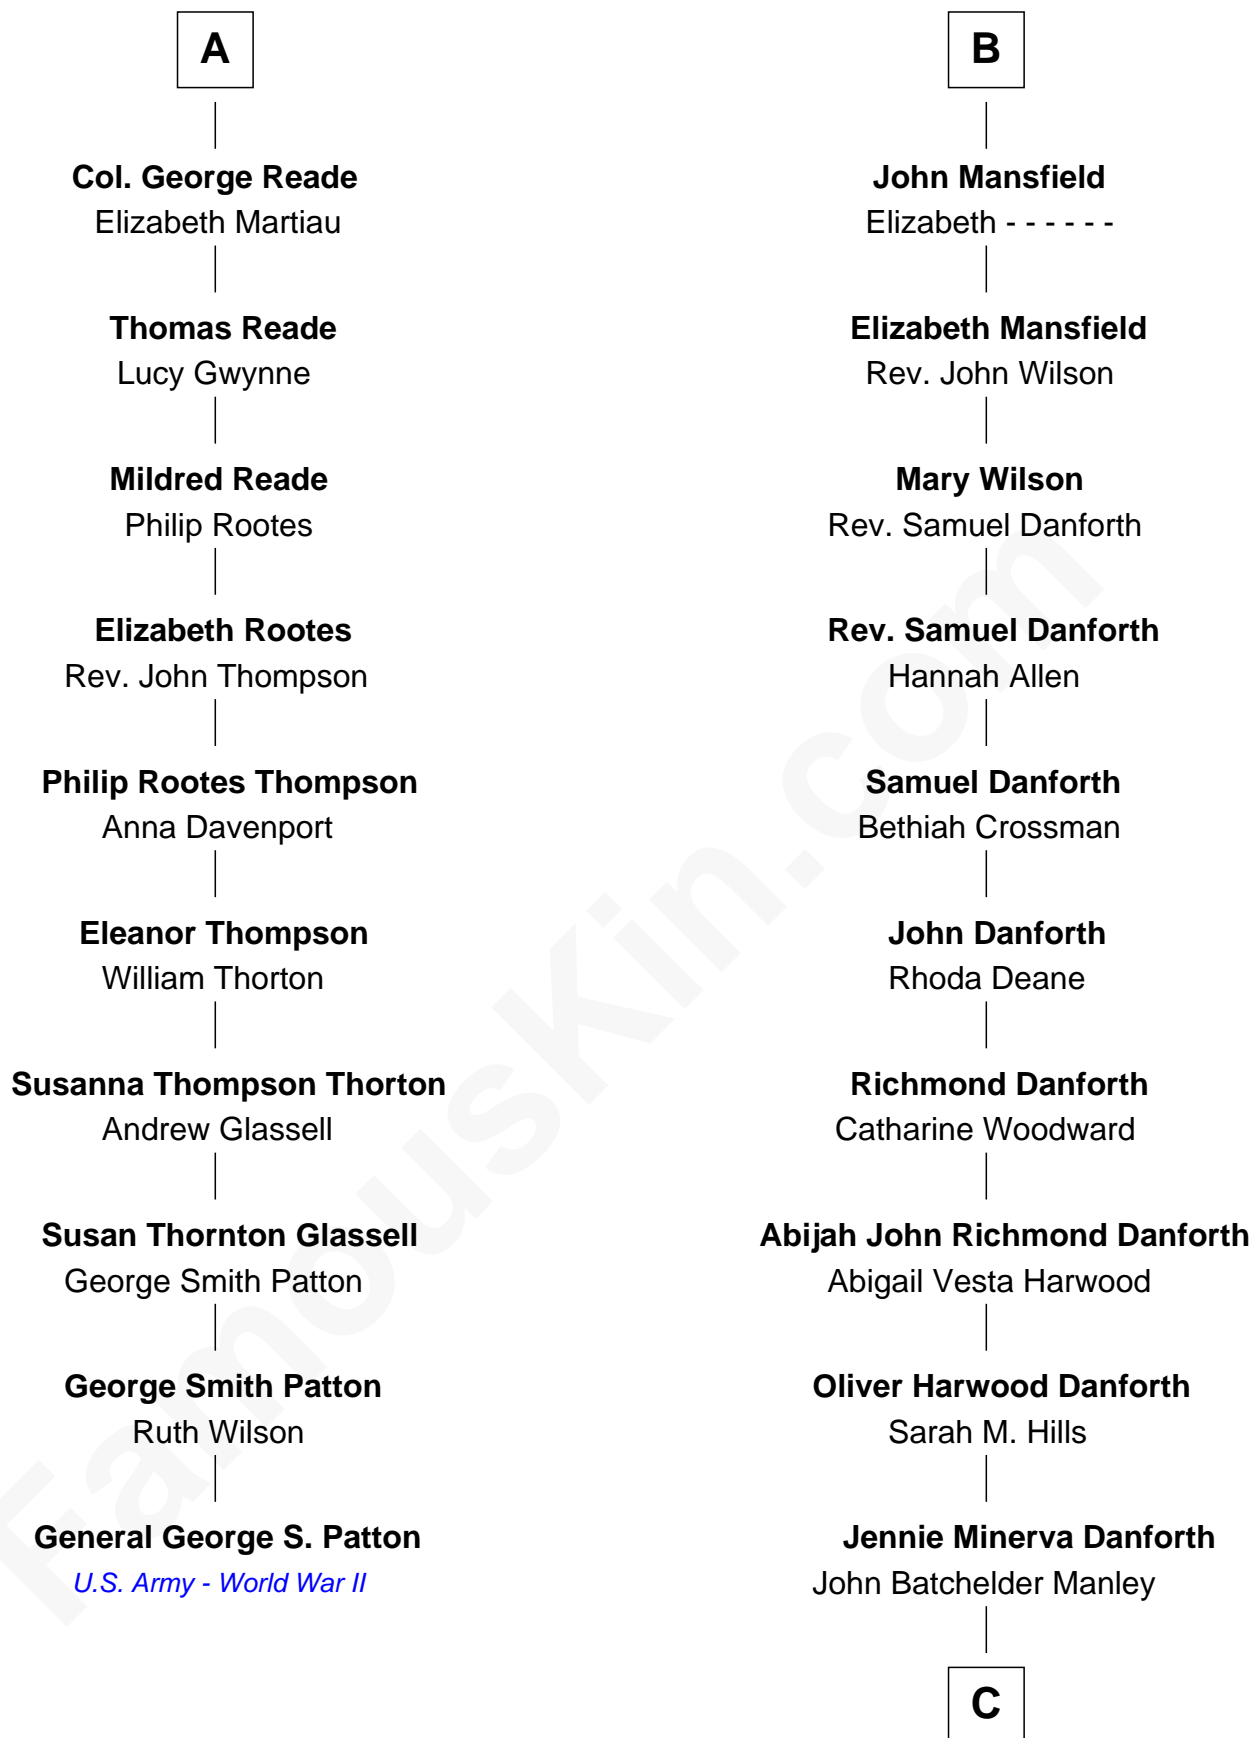 A
Col. George Reade
Elizabeth Martiau
Thomas Reade
Lucy Gwynne
Mildred Reade
Philip Rootes
Elizabeth Rootes
Rev. John Thompson
Philip Rootes Thompson
Anna Davenport
Eleanor Thompson
William Thorton
Susanna Thompson Thorton
Andrew Glassell
Susan Thornton Glassell
George Smith Patton
George Smith Patton
Ruth Wilson
General George S. Patton
U.S. Army - World War II
B
John Mansfield
Elizabeth - - - - - -
Elizabeth Mansfield
Rev. John Wilson
Mary Wilson
Rev. Samuel Danforth
Rev. Samuel Danforth
Hannah Allen
Samuel Danforth
Bethiah Crossman
John Danforth
Rhoda Deane
Richmond Danforth
Catharine Woodward
Abijah John Richmond Danforth
Abigail Vesta Harwood
Oliver Harwood Danforth
Sarah M. Hills
Jennie Minerva Danforth
John Batchelder Manley
C
FamousKin.com